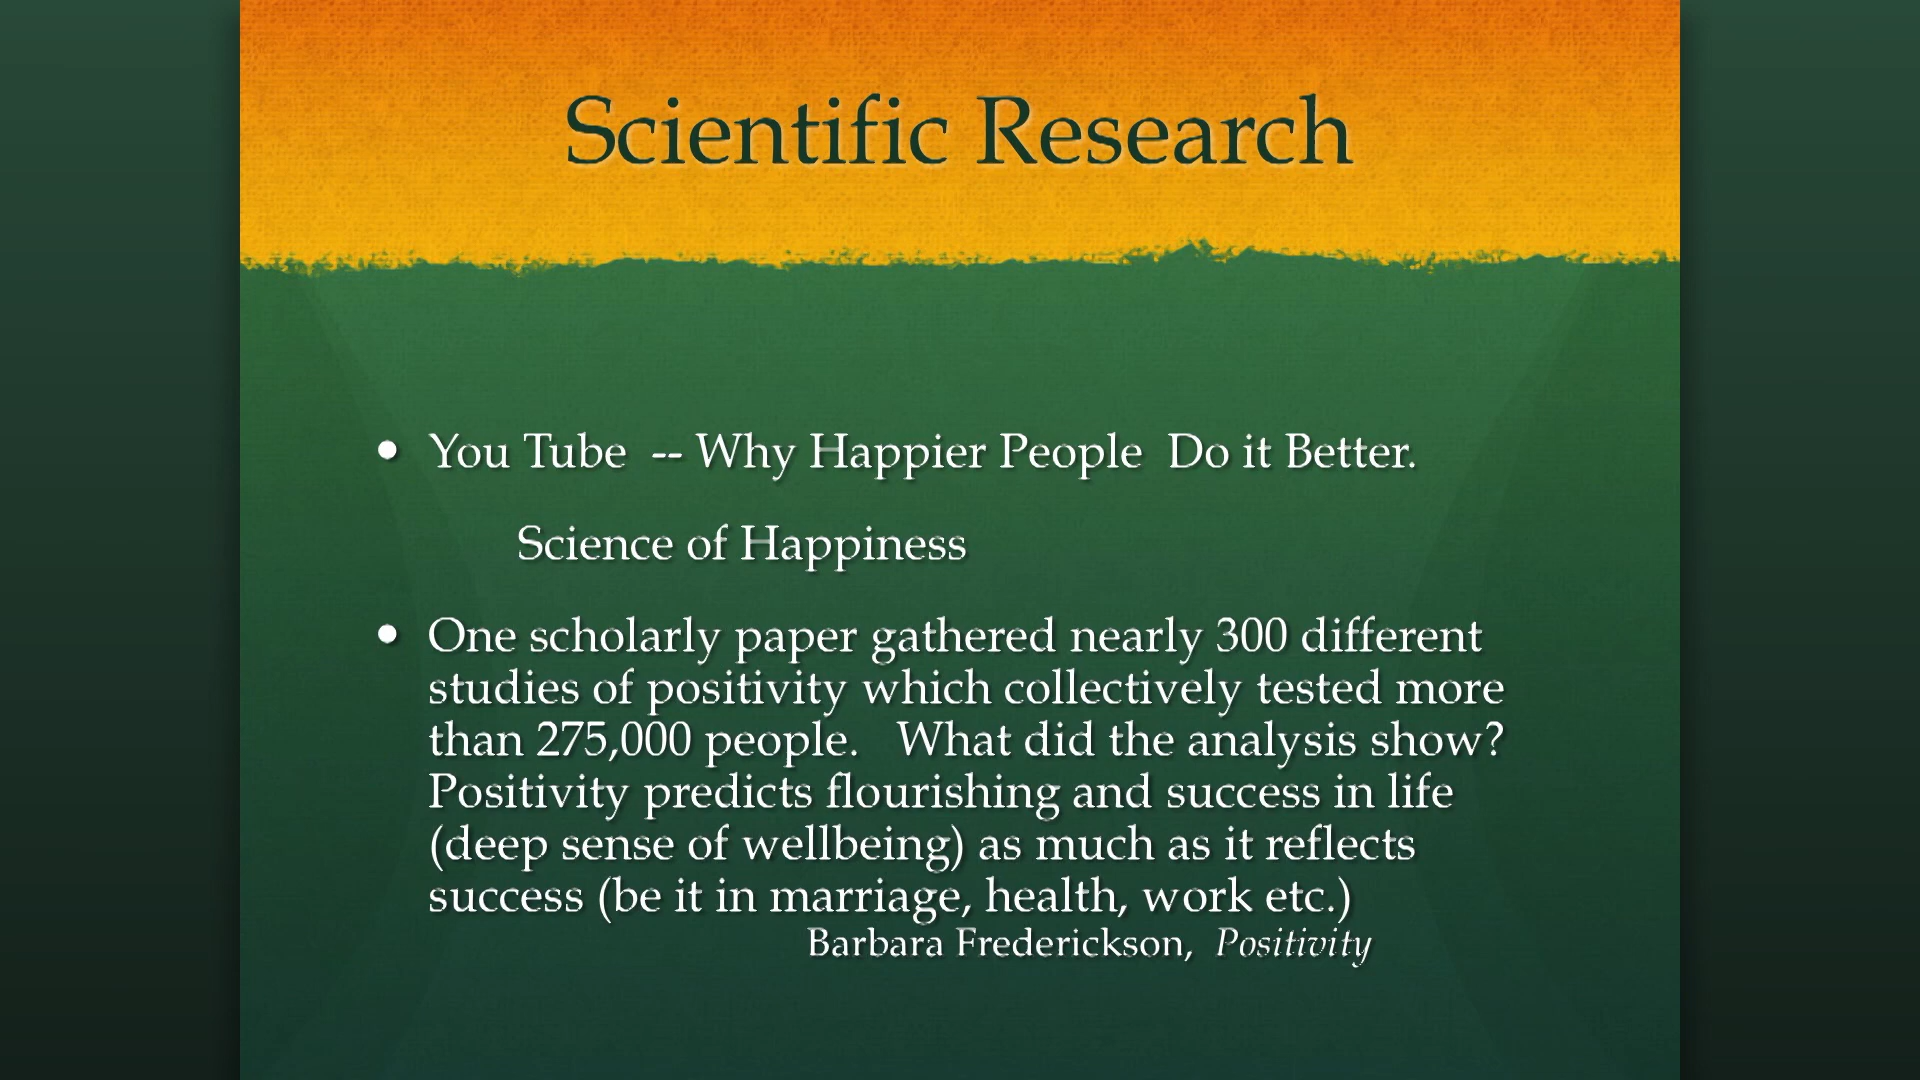 Scientific Research
• You Tube  -- Why Happier People  Do it Better.
Science of Happiness
• One scholarly paper gathered nearly 300 different
studies of positivity which collectively tested more
than 275,000 people.   What did the analysis show?
Positivity predicts flourishing and success in life
(deep sense of wellbeing) as much as it reflects
success (be it in marriage, health, work etc.)
Barbara Frederickson,  Positivity